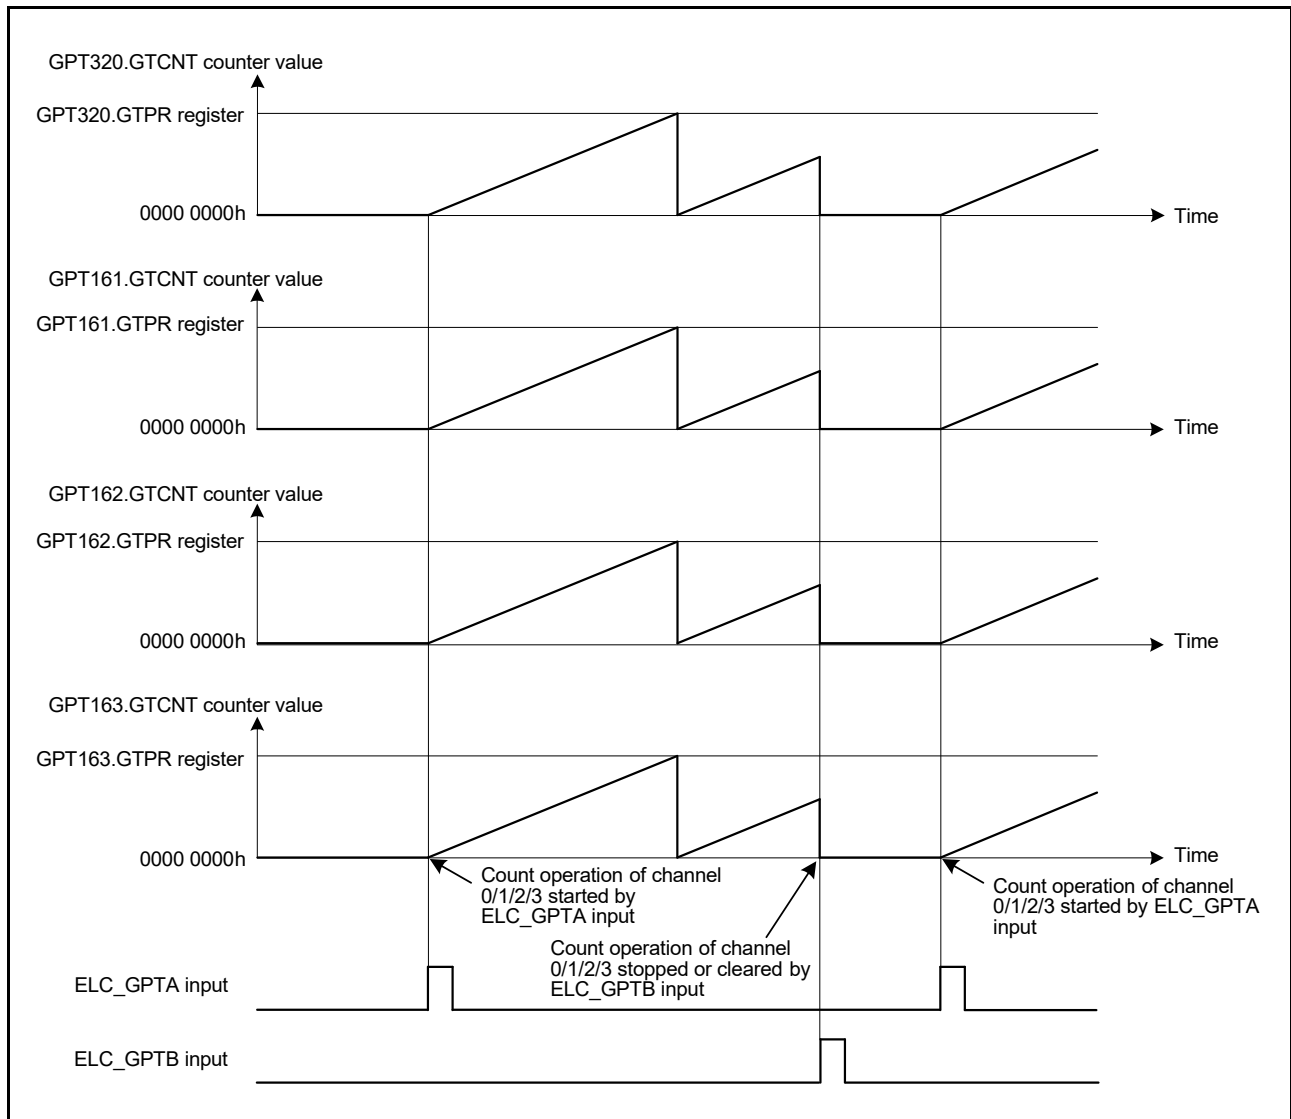 GPT320.GTCNT counter value
GPT320.GTPR register
0000 0000h
Time
GPT161.GTCNT counter value
GPT161.GTPR register
0000 0000h
Time
GPT162.GTCNT counter value
GPT162.GTPR register
0000 0000h
Time
GPT163.GTCNT counter value
GPT163.GTPR register
0000 0000h
Time
Count operation of channel
0/1/2/3 started by
ELC_GPTA input
Count operation of channel
0/1/2/3 stopped or cleared by
ELC_GPTB input
Count operation of channel
0/1/2/3 started by ELC_GPTA
input
ELC_GPTA input
ELC_GPTB input